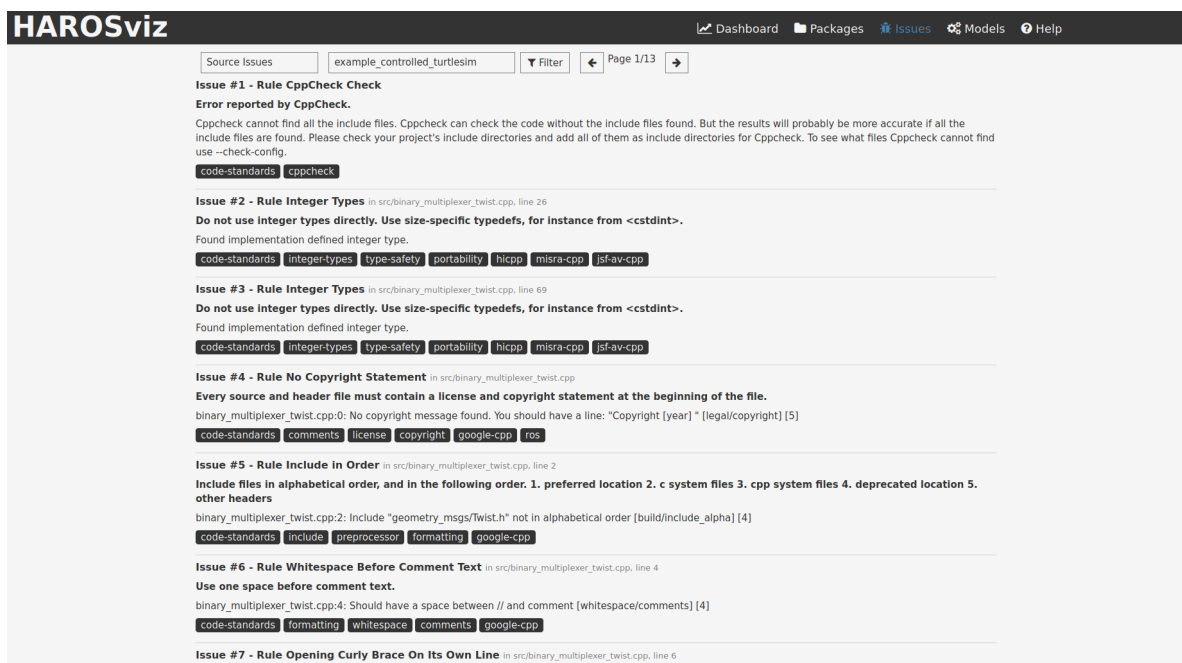 HAROSviz
Dashboard Packages Issues Models Help
Source Issues example_controlled_turtlesim Filter Page 1/13
Issue #1 - Rule CppCheck Check
Error reported by CppCheck.
Cppcheck cannot find all the include files. Cppcheck can check the code without the include files found. But the results will probably be more accurate if all the
include files are found. Please check your project's include directories and add all of them as include directories for Cppcheck. To see what files Cppcheck cannot find
use --check-config.
code-standards cppcheck
Issue #2 - Rule Integer Types in src/binary_multiplexer_twist.cpp, line 26
Do not use integer types directly. Use size-specific typedefs, for instance from <cstdint>.
Found implementation defined integer type.
code-standards integer-types type-safety portability hicpp misra-cpp jsf-av-cpp
Issue #3 - Rule Integer Types in src/binary_multiplexer_twist.cpp, line 69
Do not use integer types directly. Use size-specific typedefs, for instance from <cstdint>.
Found implementation defined integer type.
code-standards integer-types type-safety portability hicpp misra-cpp jsf-av-cpp
Issue #4 - Rule No Copyright Statement in src/binary_multiplexer_twist.cpp
Every source and header file must contain a license and copyright statement at the beginning of the file.
binary_multiplexer_twist.cpp:0: No copyright message found. You should have a line: "Copyright [year] " [legal/copyright] [5]
code-standards comments license copyright google-cpp ros
Issue #5 - Rule Include in Order in src/binary_multiplexer_twist.cpp, line 2
Include files in alphabetical order, and in the following order. 1. preferred location 2. c system files 3. cpp system files 4. deprecated location 5.
other headers
binary_multiplexer_twist.cpp:2: Include "geometry_msgs/Twist.h" not in alphabetical order [build/include_alpha] [4]
code-standards include preprocessor formatting google-cpp
Issue #6 - Rule Whitespace Before Comment Text in src/binary_multiplexer_twist.cpp, line 4
Use one space before comment text.
binary_multiplexer_twist.cpp:4: Should have a space between // and comment [whitespace/comments] [4]
code-standards formatting whitespace comments google-cpp
Issue #7 - Rule Opening Curly Brace On Its Own Line in src/binary_multiplexer_twist.cpp, line 6